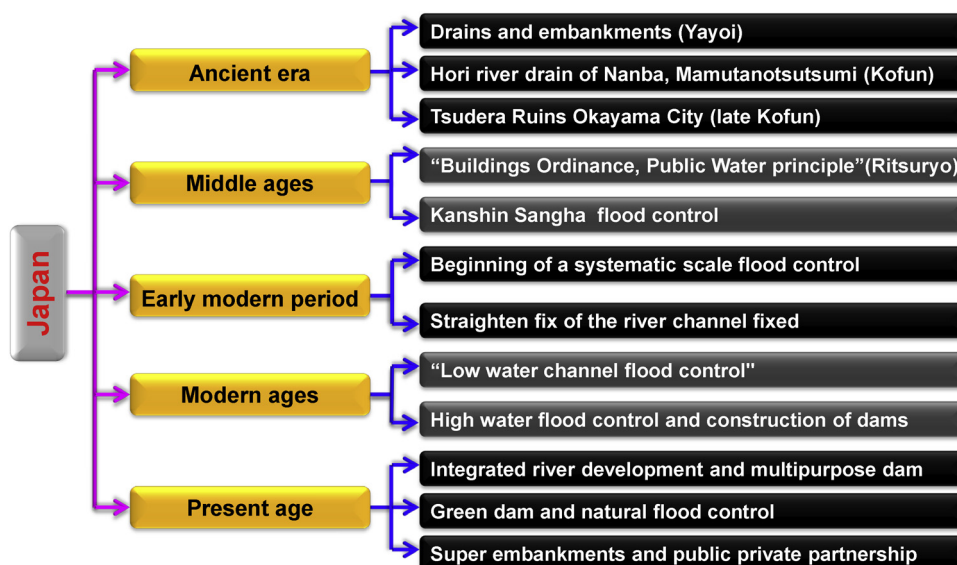 Japan
Ancient era
Drains and embankments (Yayoi)
Hori river drain of Nanba, Mamutanotsutsumi (Kofun)
Tsudera Ruins Okayama City (late Kofun)
Middle ages
“Buildings Ordinance, Public Water principle”(Ritsuryo)
Kanshin Sangha flood control
Early modern period
Beginning of a systematic scale flood control
Straighten fix of the river channel fixed
Modern ages
“Low water channel flood control"
High water flood control and construction of dams
Present age
Integrated river development and multipurpose dam
Green dam and natural flood control
Super embankments and public private partnership